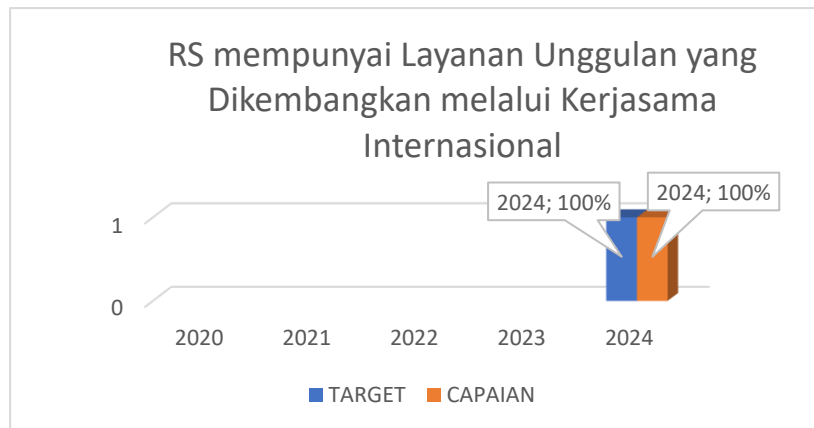 RS mempunyai Layanan Unggulan yang
Dikembangkan melalui Kerjasama
Internasional
2024; 100%
2024; 100%
1
0
2020 2021 2022 2023 2024
TARGET CAPAIAN